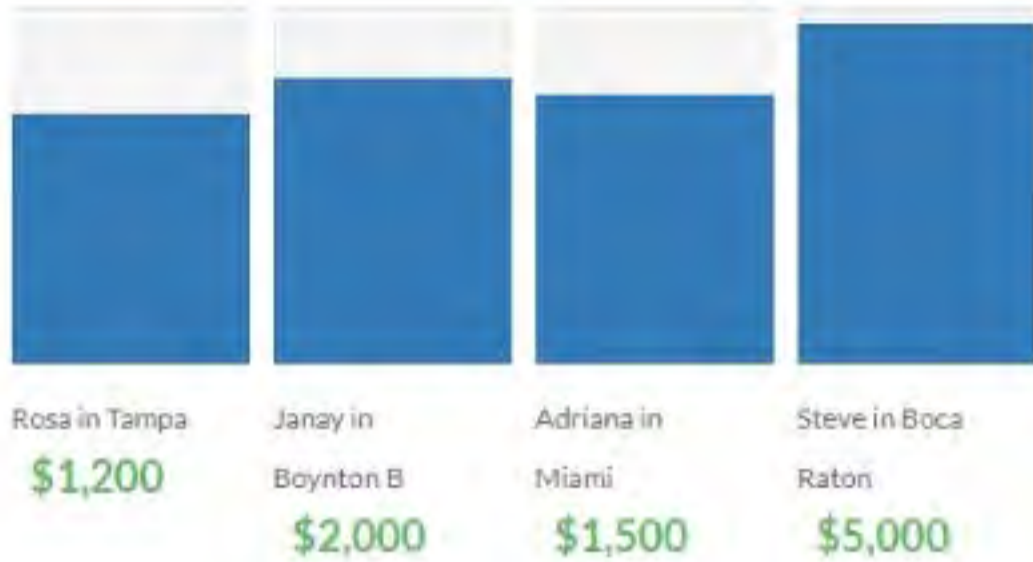 Rosa in Tampa
$1,200
Janay in
Boynton B
$2,000
Adriana in
Miami
$1,500
Steve in Boca
Raton
$5,000